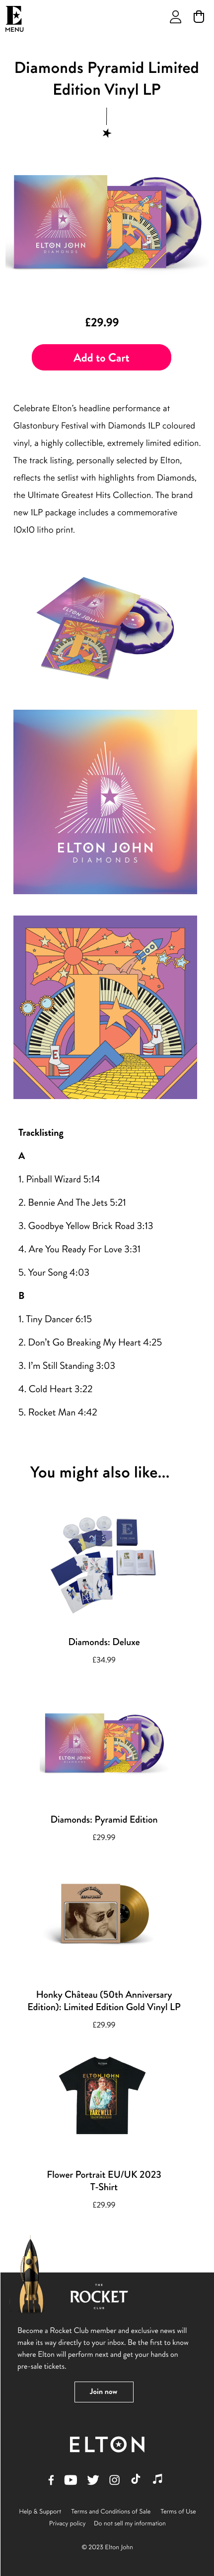 E
MENU
Diamonds Pyramid Limited
Edition Vinyl LP
ELTON JOHN
DIAMONDS
£29.99
Add to Cart
Celebrate Elton's headline performance at
Glastonbury Festival with Diamonds 1LP coloured
vinyl, a highly collectible, extremely limited edition.
The track listing, personally selected by Elton,
reflects the setlist with highlights from Diamonds,
the Ultimate Greatest Hits Collection. The brand
new 1LP package includes a commemorative
10x10 litho print.
ELTON JOHN
DIAMONDS
E
J
Tracklisting
A
1. Pinball Wizard 5:14
2. Bennie And The Jets 5:21
3. Goodbye Yellow Brick Road 3:13
4. Are You Ready For Love 3:31
5. Your Song 4:03
B
1. Tiny Dancer 6:15
2. Don't Go Breaking My Heart 4:25
3. I'm Still Standing 3:03
4. Cold Heart 3:22
5. Rocket Man 4:42
You might also like...
Diamonds: Deluxe
£34.99
ELTON JOHN
Diamonds: Pyramid Edition
£29.99
Honky Château (50th Anniversary
Edition): Limited Edition Gold Vinyl LP
£29.99
ELTON JOHN
FAREWELL
Flower Portrait EU/UK 2023
T-Shirt
£29.99
THE
ROCKET
CLUB
Become a Rocket Club member and exclusive news will
make its way directly to your inbox. Be the first to know
where Elton will perform next and get your hands on
pre-sale tickets.
Join now
ELTON
Help & Support Terms and Conditions of Sale Terms of Use
Privacy policy Do not sell my information
© 2023 Elton John